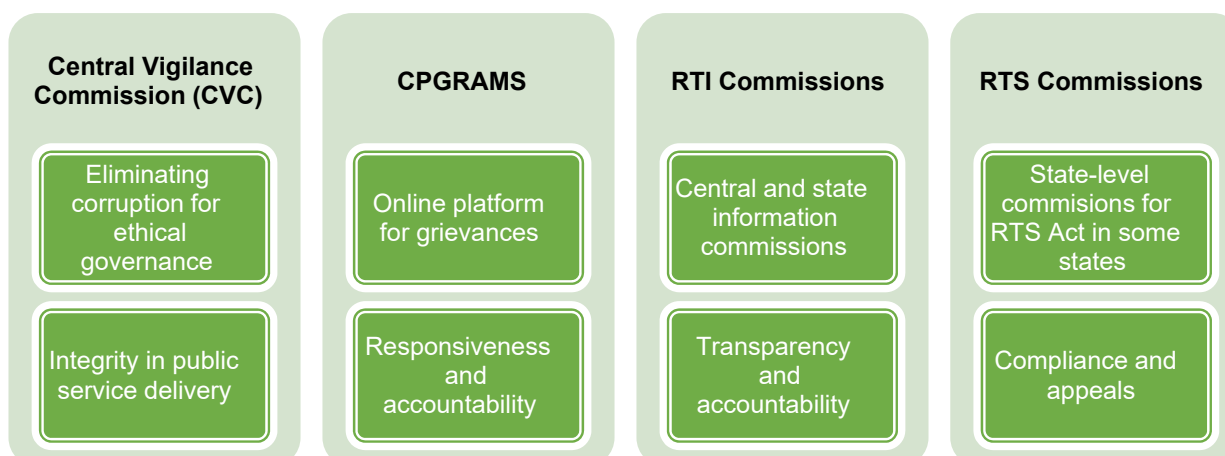 Central Vigilance
Commission (CVC)
Eliminating
corruption for
ethical
governance
Integrity in public
service delivery
CPGRAMS
Online platform
for grievances
Responsiveness
and
accountability
RTI Commissions
Central and state
information
commissions
Transparency
and
accountability
RTS Commissions
State-level
commisions for
RTS Act in some
states
Compliance and
appeals